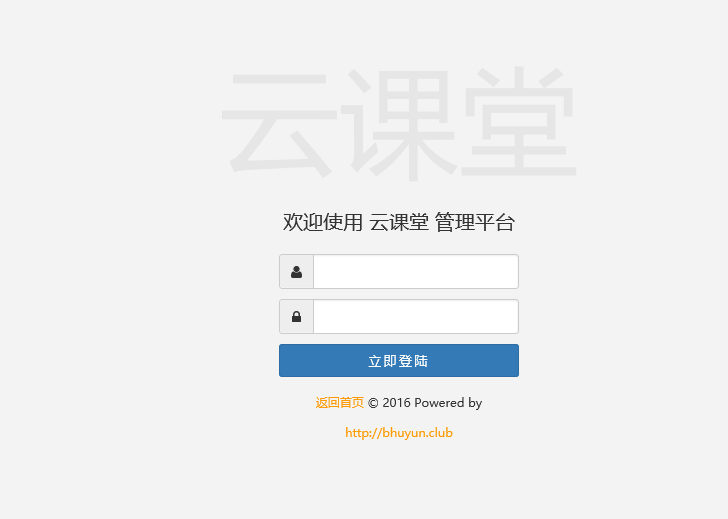 云课堂
欢迎使用 云课堂 管理平台
立即登陆
返回首页 © 2016 Powered by
http://bhuyun.club